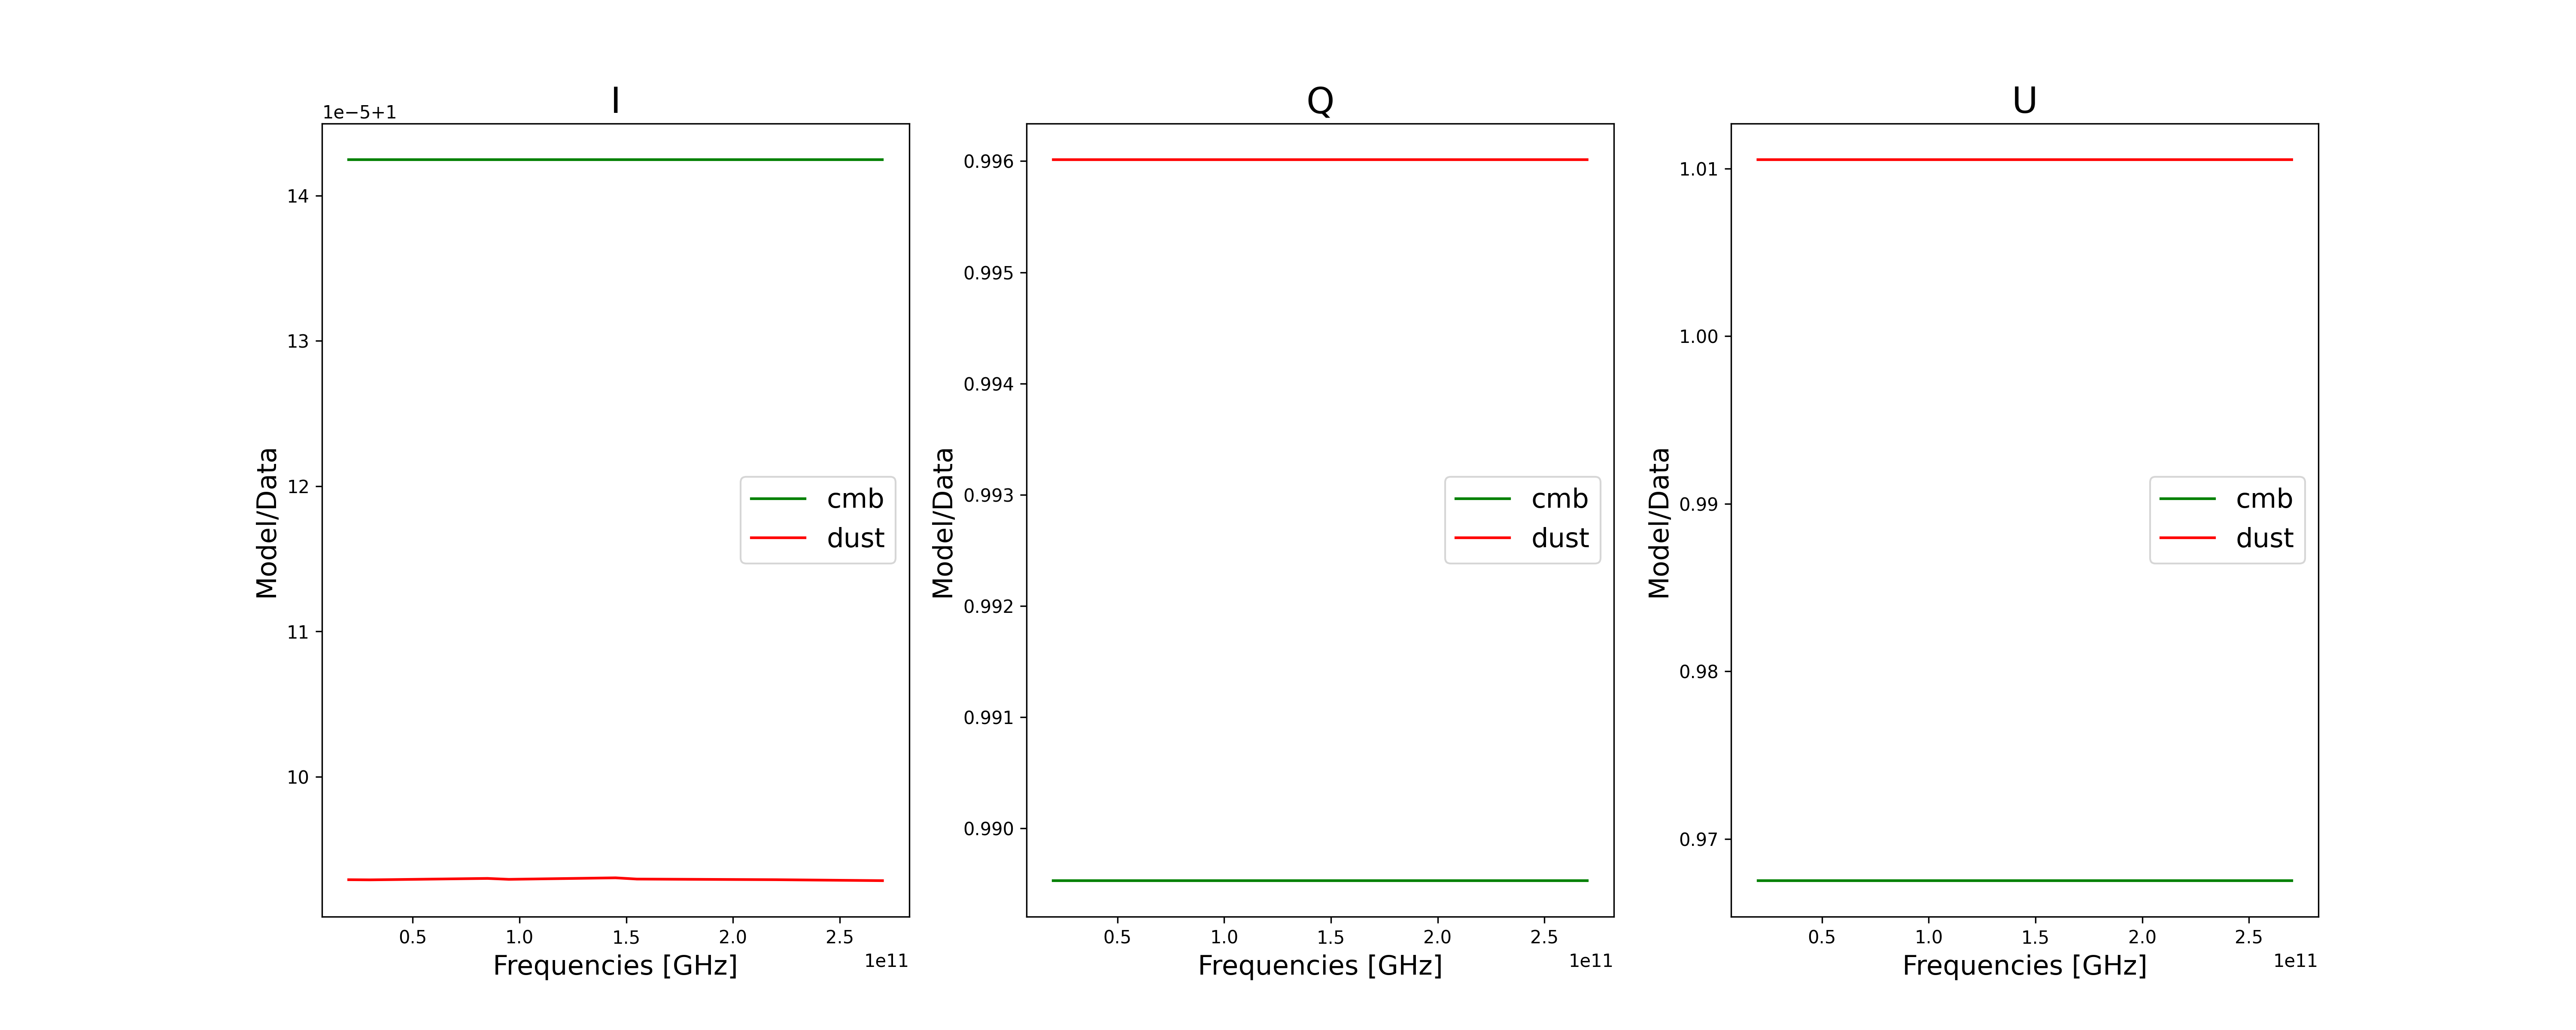 I
1e−5+1
14
13
12
11
10
Model/Data
cmb
dust
0.5 1.0 1.5 2.0 2.5
1e11
Frequencies [GHz]
Q
0.996
0.995
0.994
0.993
0.992
0.991
0.990
Model/Data
cmb
dust
0.5 1.0 1.5 2.0 2.5
1e11
Frequencies [GHz]
U
1.01
1.00
0.99
0.98
0.97
Model/Data
cmb
dust
0.5 1.0 1.5 2.0 2.5
1e11
Frequencies [GHz]